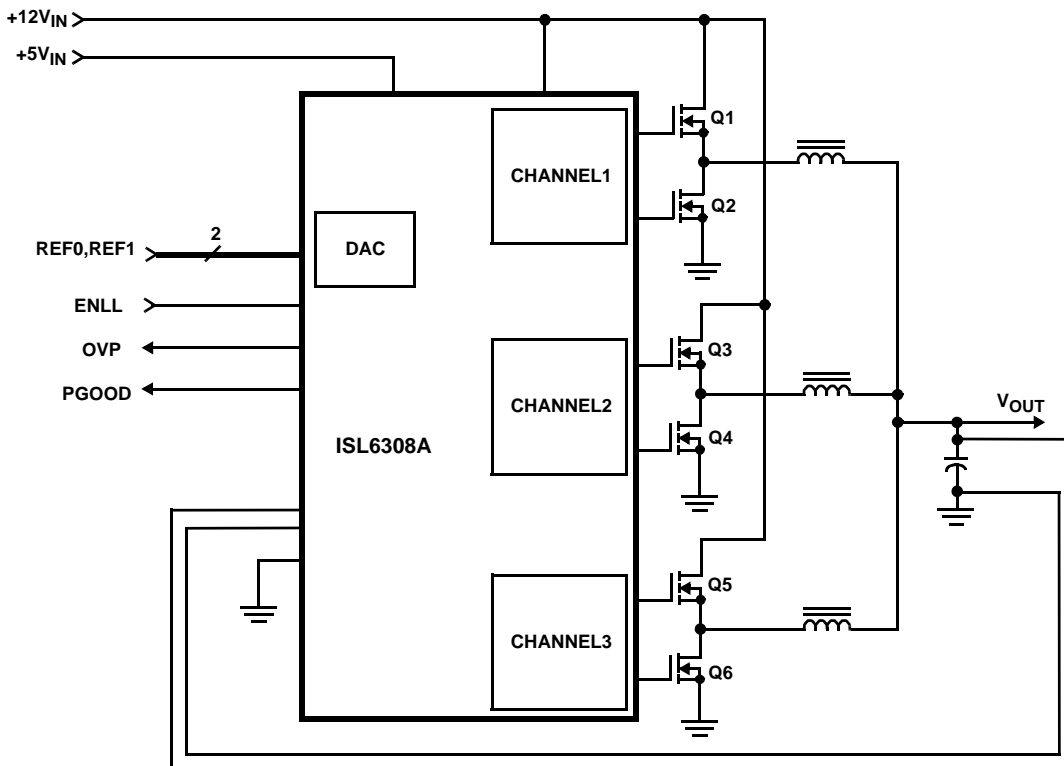 +12VIN
+5VIN
Q1
CHANNEL1
Q2
2
REF0,REF1
DAC
ENLL
OVP
Q3
PGOOD
CHANNEL2
VOUT
Q4
ISL6308A
Q5
CHANNEL3
Q6